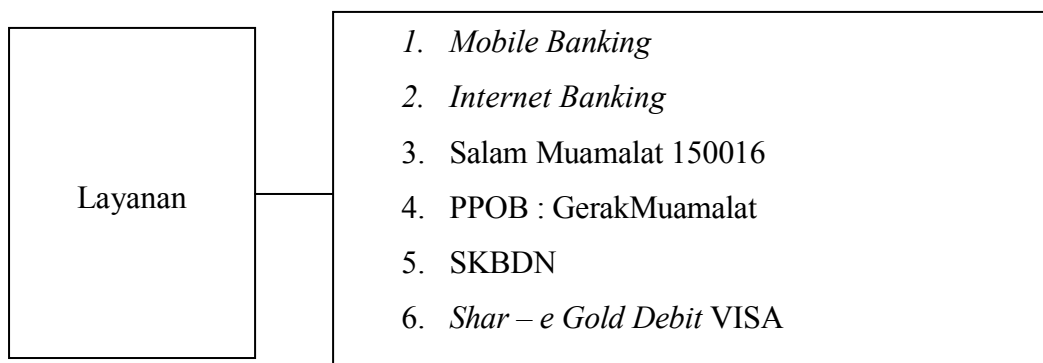 Layanan
1. Mobile Banking
2. Internet Banking
3. Salam Muamalat 150016
4. PPOB : GerakMuamalat
5. SKBDN
6. Shar – e Gold Debit VISA